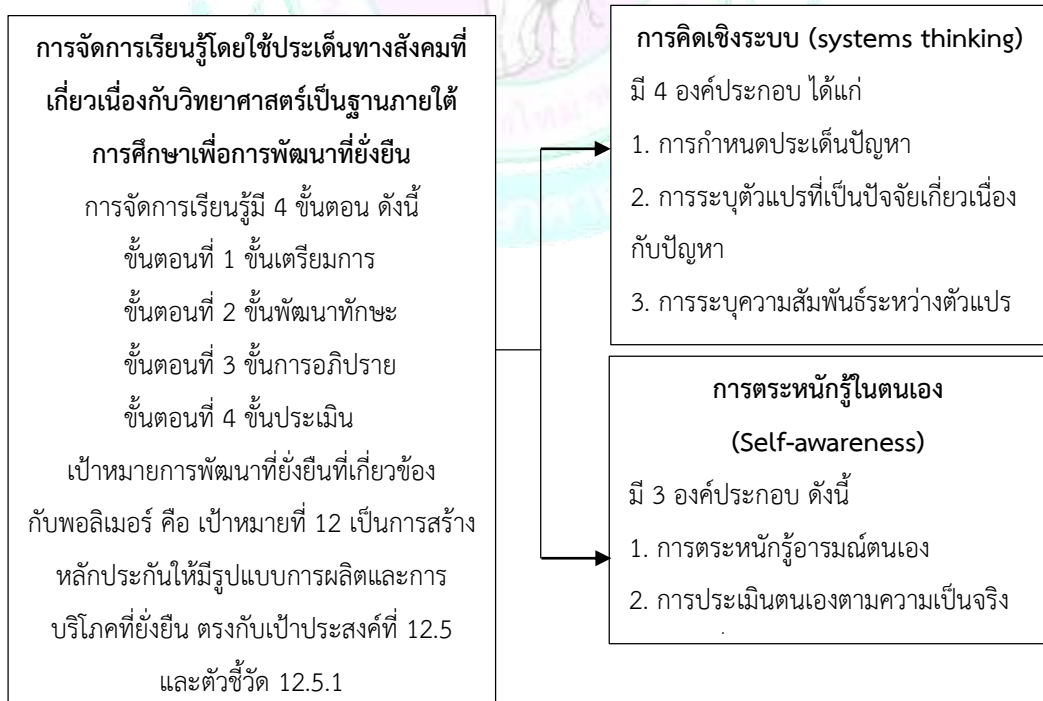 การจัดการเรียนรู้โดยใช้ประเด็นทางสังคมที่
เกี่ยวเนื่องกับวิทยาศาสตร์เป็นฐานภายใต้
การศึกษาเพื่อการพัฒนาที่ยั่งยืน
การจัดการเรียนรู้มี 4 ขั้นตอน ดังนี้
ขั้นตอนที่ 1 ขั้นเตรียมการ
ขั้นตอนที่ 2 ขั้นพัฒนาทักษะ
ขั้นตอนที่ 3 ขั้นการอภิปราย
ขั้นตอนที่ 4 ขั้นประเมิน
เป้าหมายการพัฒนาที่ยั่งยืนที่เกี่ยวข้อง
กับพอลิเมอร์ คือ เป้าหมายที่ 12 เป็นการสร้าง
หลักประกันให้มีรูปแบบการผลิตและการ
บริโภคที่ยั่งยืน ตรงกับเป้าประสงค์ที่ 12.5
และตัวชี้วัด 12.5.1
การคิดเชิงระบบ (systems thinking)
มี 4 องค์ประกอบ ได้แก่
1. การกำหนดประเด็นปัญหา
2. การระบุตัวแปรที่เป็นปัจจัยเกี่ยวเนื่อง
กับปัญหา
3. การระบุความสัมพันธ์ระหว่างตัวแปร
การตระหนักรู้ในตนเอง
(Self-awareness)
มี 3 องค์ประกอบ ดังนี้
1. การตระหนักรู้อารมณ์ตนเอง
2. การประเมินตนเองตามความเป็นจริง